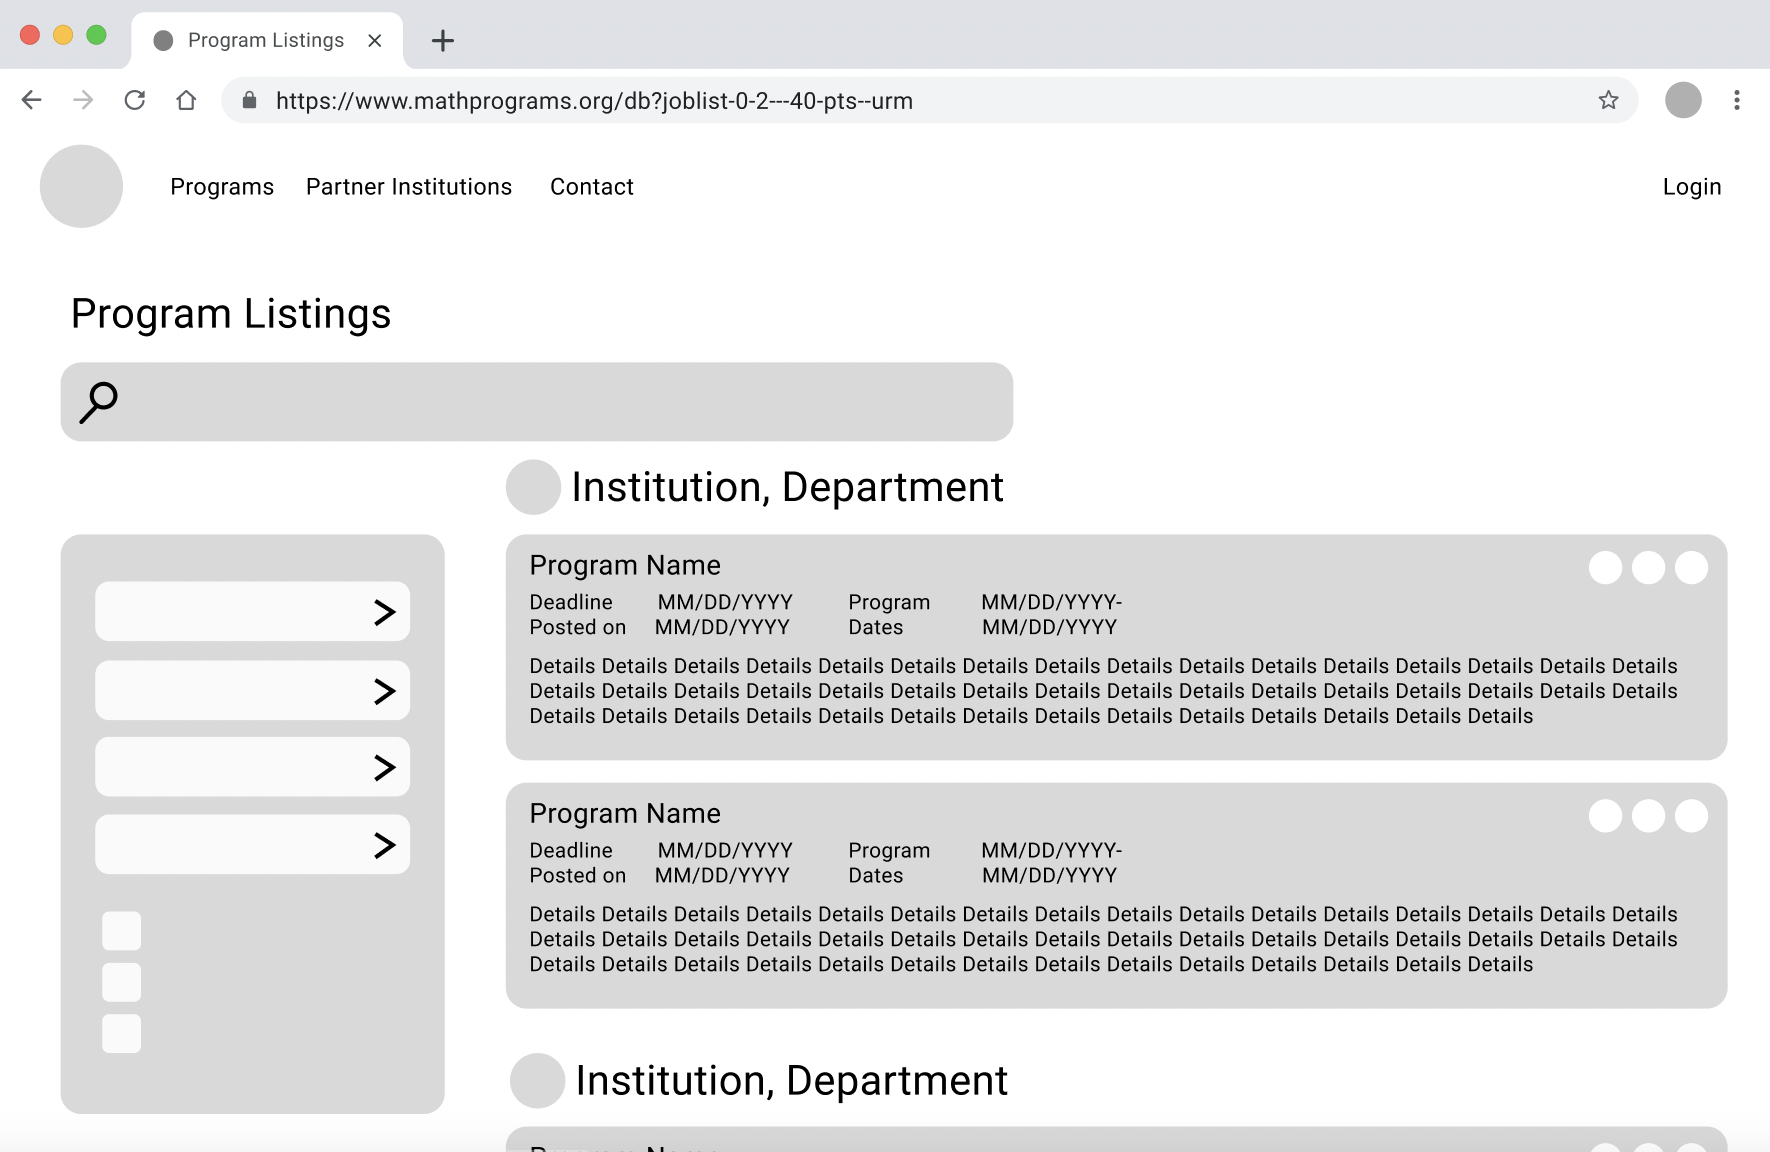 Program Listings
https://www.mathprograms.org/db?joblist-0-2---40-pts--urm
Programs Partner Institutions Contact Login
Program Listings
Institution, Department
Program Name
Deadline MM/DD/YYYY Program MM/DD/YYYY-
Posted on MM/DD/YYYY Dates MM/DD/YYYY
Details Details Details Details Details Details Details Details Details Details Details Details Details Details Details Details
Details Details Details Details Details Details Details Details Details Details Details Details Details Details Details Details
Details Details Details Details Details Details Details Details Details Details Details Details Details Details
Program Name
Deadline MM/DD/YYYY Program MM/DD/YYYY-
Posted on MM/DD/YYYY Dates MM/DD/YYYY
Details Details Details Details Details Details Details Details Details Details Details Details Details Details Details Details
Details Details Details Details Details Details Details Details Details Details Details Details Details Details Details Details
Details Details Details Details Details Details Details Details Details Details Details Details Details Details
Institution, Department
Program Name